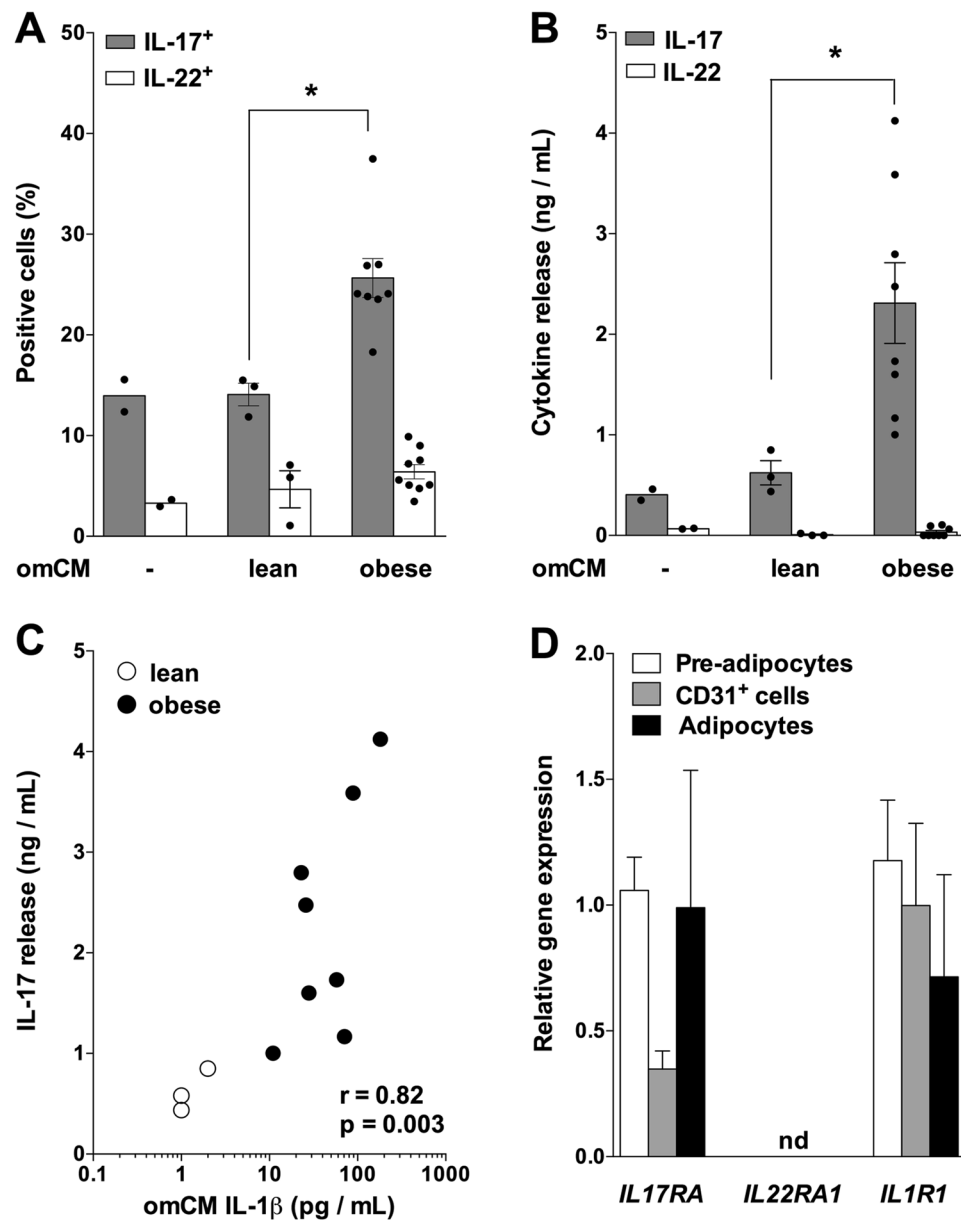 A
50
40
30
20
10
0
Positive cells (%)
IL-17+
IL-22+
*
omCM - lean obese
B
5
4
3
2
1
0
Cytokine release (ng / mL)
IL-17
IL-22
*
omCM - lean obese
C
5
4
3
2
1
0
IL-17 release (ng / mL)
lean
obese
r = 0.82
p = 0.003
0.1 1 10 100 1000
omCM IL-1β (pg / mL)
D
2.0
1.5
1.0
0.5
0.0
Relative gene expression
Pre-adipocytes
CD31+ cells
Adipocytes
nd
IL17RA IL22RA1 IL1R1